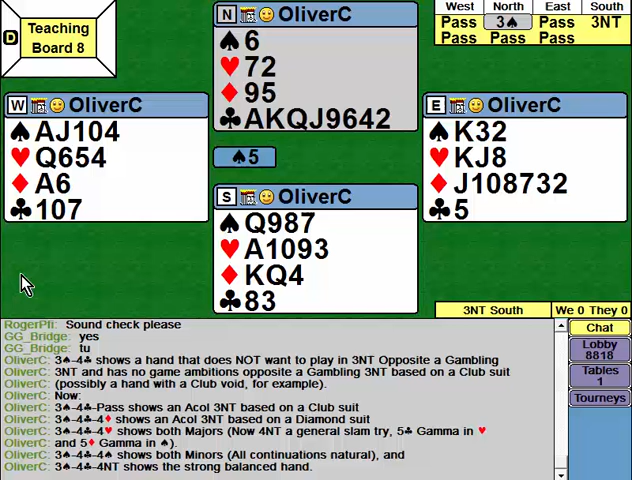 D Teaching
Board 8
N OliverC
♠6
♥72
♦95
♣AKQJ9642
West North East South
Pass 3♠ Pass 3NT
Pass Pass Pass
W OliverC
♠AJ104
♥Q654
♦A6
♣107
♠5
E OliverC
♠K32
♥KJ8
♦J108732
♣5
S OliverC
♠Q987
♥A1093
♦KQ4
♣83
3NT South We 0 They 0
RogerPfi: Sound check please
GG_Bridge: yes
GG_Bridge: tu
OliverC: 3♠-4♣ shows a hand that does NOT want to play in 3NT Opposite a Gambling
OliverC: 3NT and has no game ambitions opposite a Gambling 3NT based on a Club suit
OliverC: (possibly a hand with a Club void, for example).
OliverC: Now:
OliverC: 3♠-4♣-Pass shows an Acol 3NT based on a Club suit
OliverC: 3♠-4♣-4♦ shows an Acol 3NT based on a Diamond suit
OliverC: 3♠-4♣-4♥ shows both Majors (Now 4NT a general slam try, 5♣ Gamma in ♥
OliverC: and 5♦ Gamma in ♠).
OliverC: 3♠-4♣-4♠ shows both Minors (All continuations natural), and
OliverC: 3♠-4♣-4NT shows the strong balanced hand.
Chat
Lobby
8818
Tables
1
Tourneys